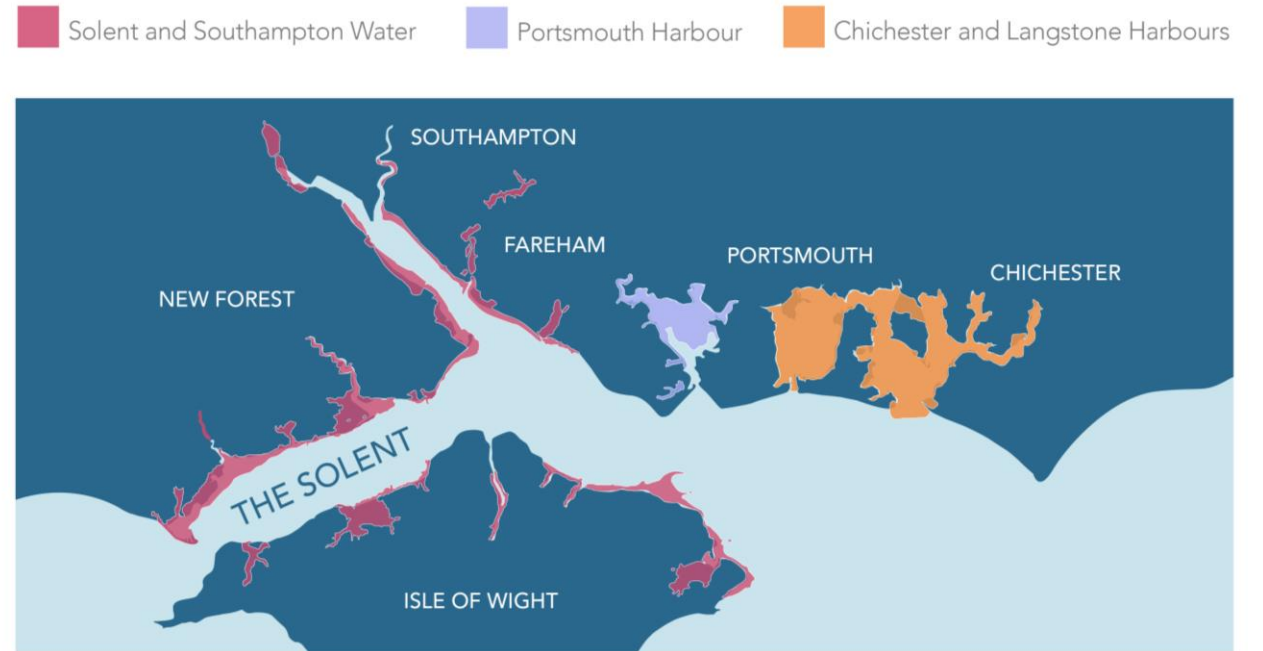 Solent and Southampton Water
Portsmouth Harbour
Chichester and Langstone Harbours
SOUTHAMPTON
FAREHAM
PORTSMOUTH
CHICHESTER
NEW FOREST
THE SOLENT
ISLE OF WIGHT